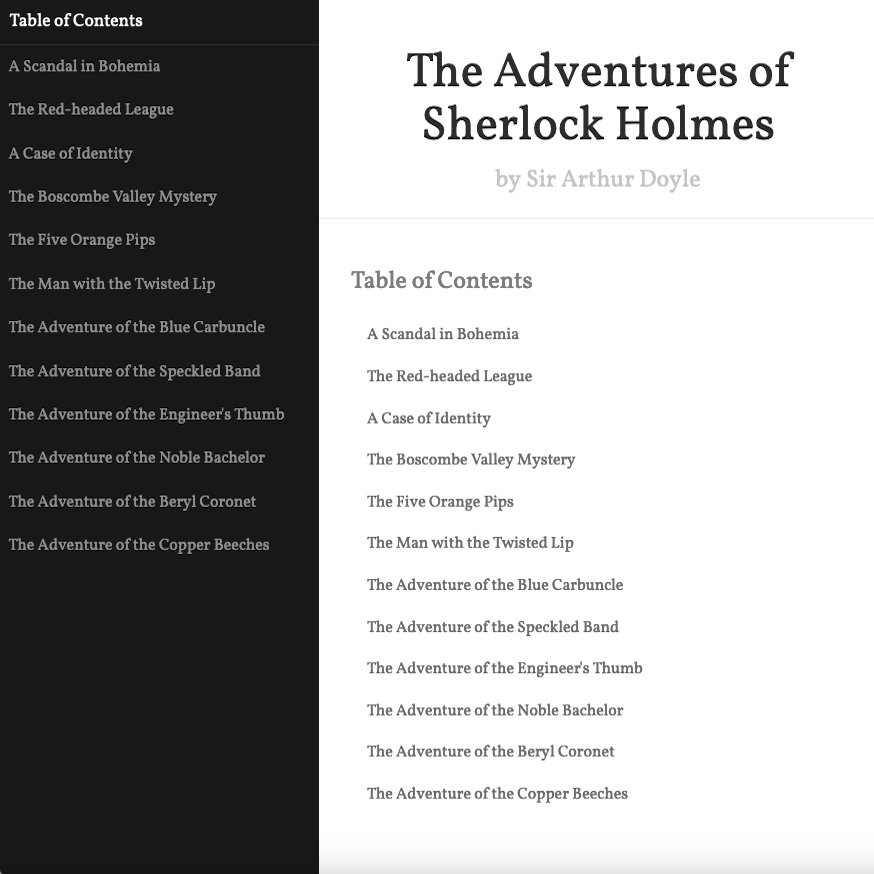 Table of Contents
A Scandal in Bohemia
The Red-headed League
A Case of Identity
The Boscombe Valley Mystery
The Five Orange Pips
The Man with the Twisted Lip
The Adventure of the Blue Carbuncle
The Adventure of the Speckled Band
The Adventure of the Engineer's Thumb
The Adventure of the Noble Bachelor
The Adventure of the Beryl Coronet
The Adventure of the Copper Beeches
The Adventures of
Sherlock Holmes
by Sir Arthur Doyle
Table of Contents
A Scandal in Bohemia
The Red-headed League
A Case of Identity
The Boscombe Valley Mystery
The Five Orange Pips
The Man with the Twisted Lip
The Adventure of the Blue Carbuncle
The Adventure of the Speckled Band
The Adventure of the Engineer's Thumb
The Adventure of the Noble Bachelor
The Adventure of the Beryl Coronet
The Adventure of the Copper Beeches